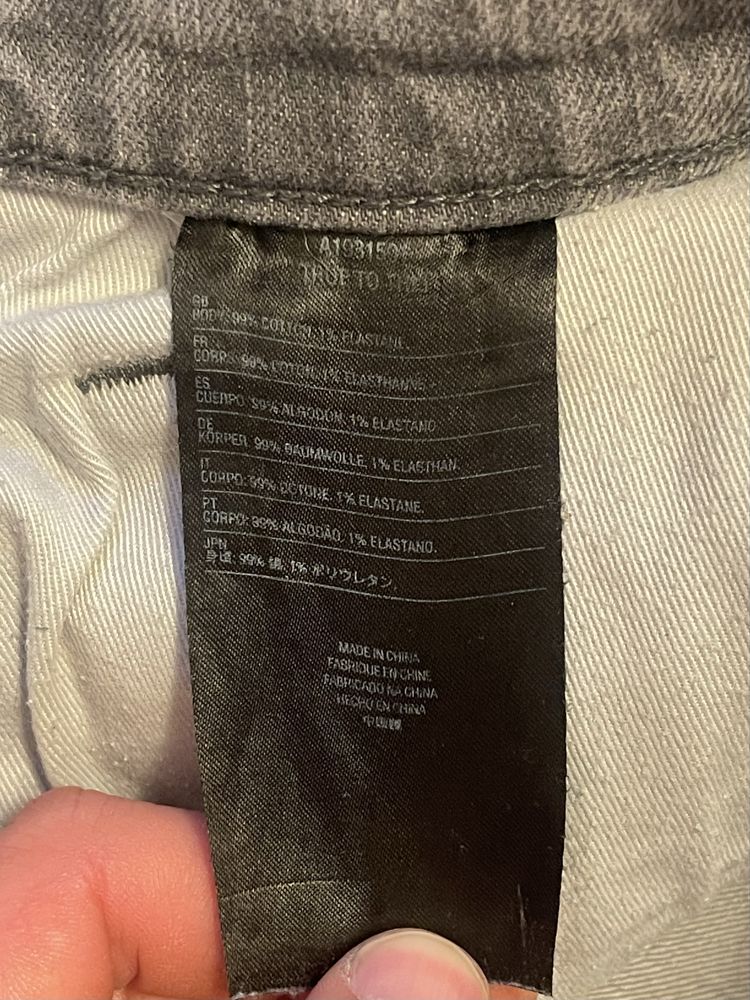 TRUE TO
GB
BODY: 99% COTTON, 1% ELASTANE.
FR
CORPS: 99% COTON, 1% ELASTHANNE.
ES
CUERPO: 99% ALGODON, 1% ELASTANO.
DE
KÖRPER: 99% BAUMWOLLE, 1% ELASTHAN.
IT
CORPO: 99% COTONE, 1% ELASTANE.
PT
CORPO: 99% ALGODÃO, 1% ELASTANO.
JPN
身頃: 99% 綿, 1% ポリウレタン.
MADE IN CHINA
FABRIQUE EN CHINE
FABRICADO NA CHINA
HECHO EN CHINA
中国製